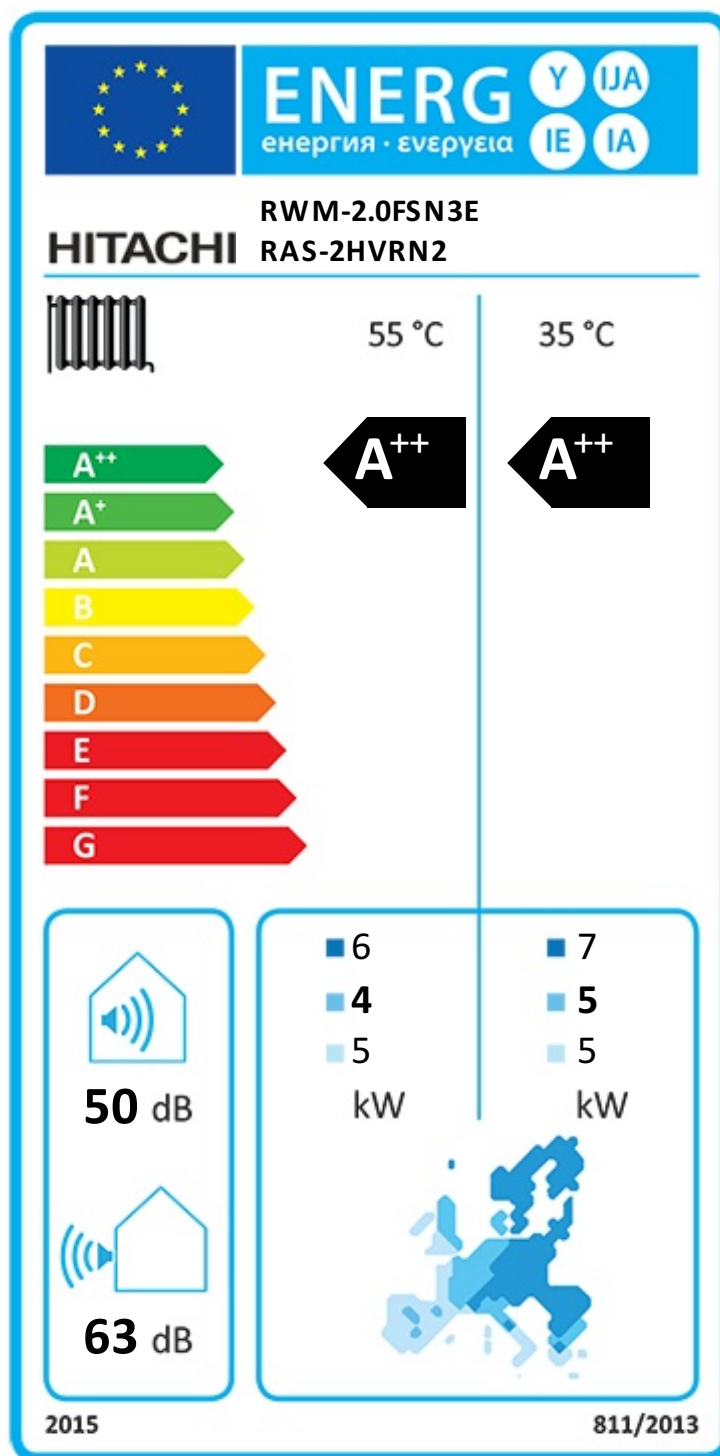 ENERG Y IJA
енергия · ενεργεια IE IA
RWM-2.0FSN3E
HITACHI RAS-2HVRN2
55 °C 35 °C
A++ A++ A++
A+
A
B
C
D
E
F
G
6 7
4 5
5 5
kW kW
50 dB
63 dB
2015 811/2013